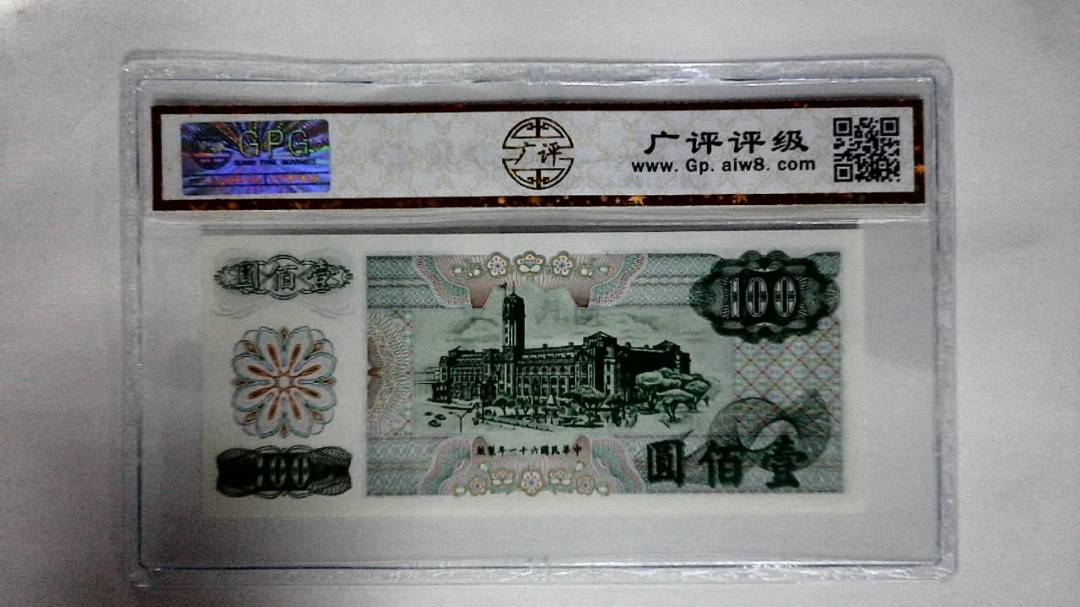 GPG
广评
广评评级
www. Gp. aiw8. com
圓佰壹
100
中華民國六十一年製版
100
圓佰壹